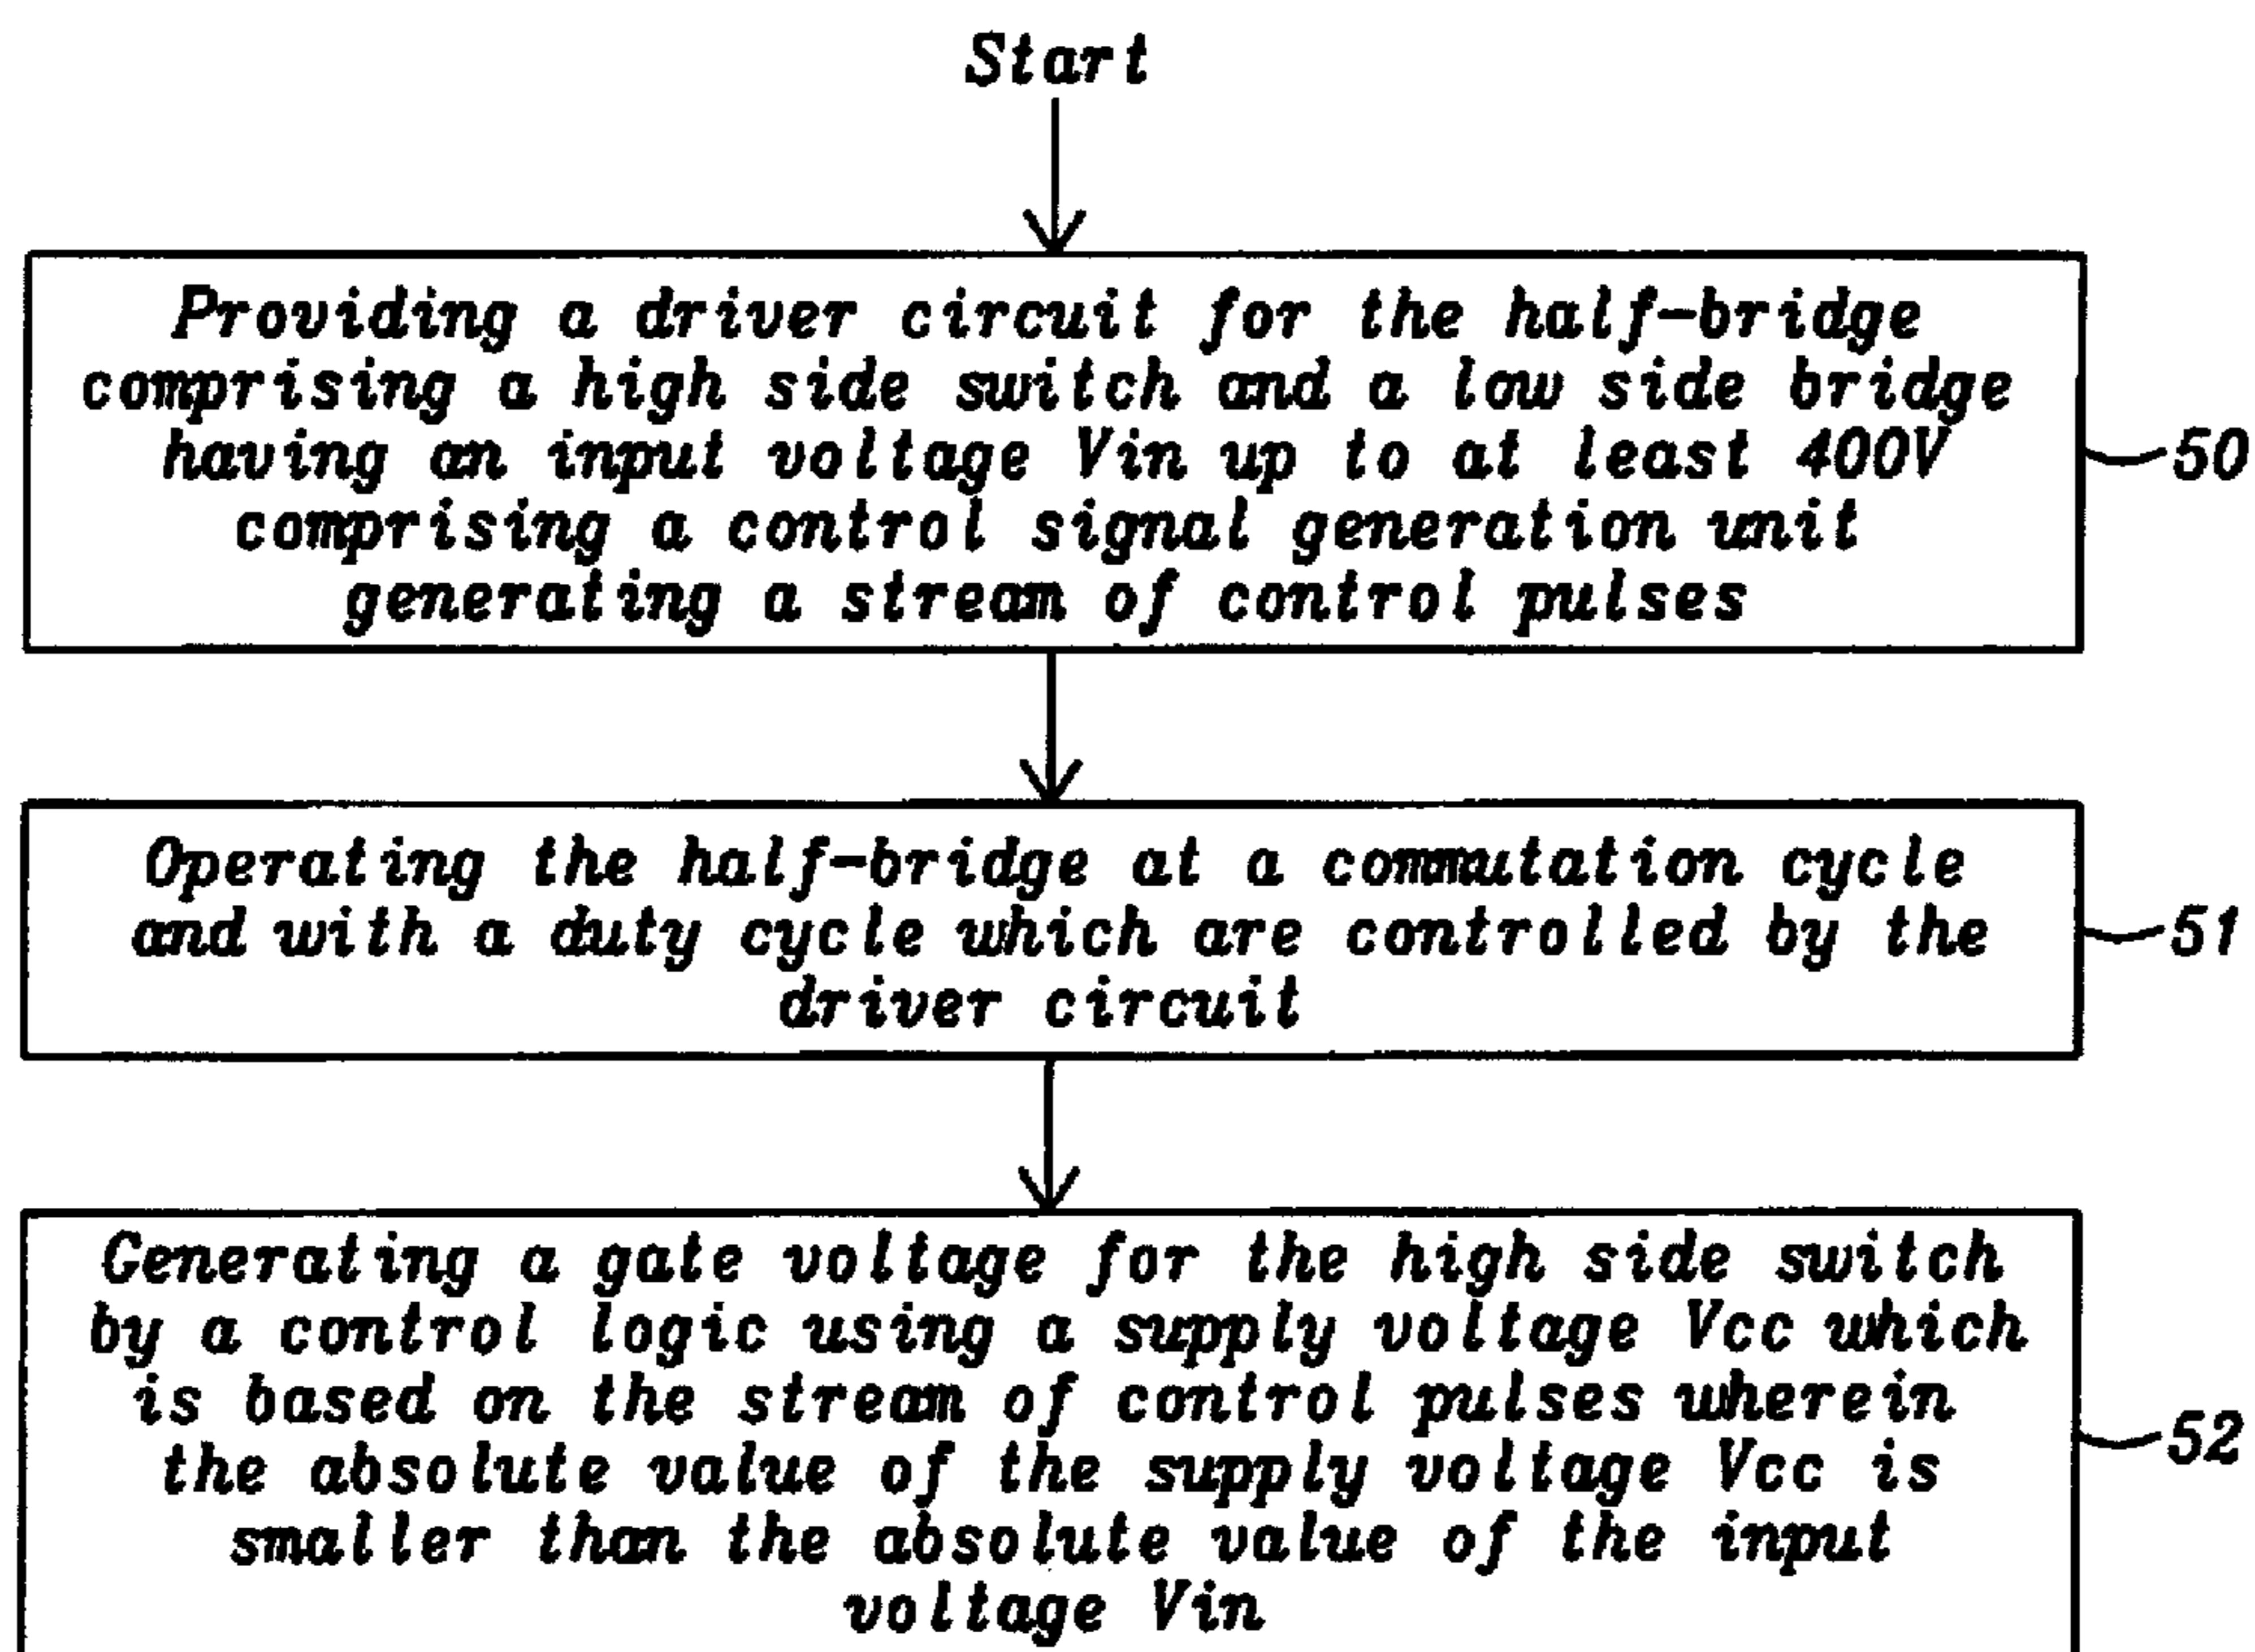 Start
Providing a driver circuit for the half-bridge
comprising a high side switch and a low side bridge
having an input voltage Vin up to at least 400V
comprising a control signal generation unit
generating a stream of control pulses
50
Operating the half-bridge at a commutation cycle
and with a duty cycle which are controlled by the
driver circuit
51
Generating a gate voltage for the high side switch
by a control logic using a supply voltage Vcc which
is based on the stream of control pulses wherein
the absolute value of the supply voltage Vcc is
smaller than the absolute value of the input
voltage Vin
52